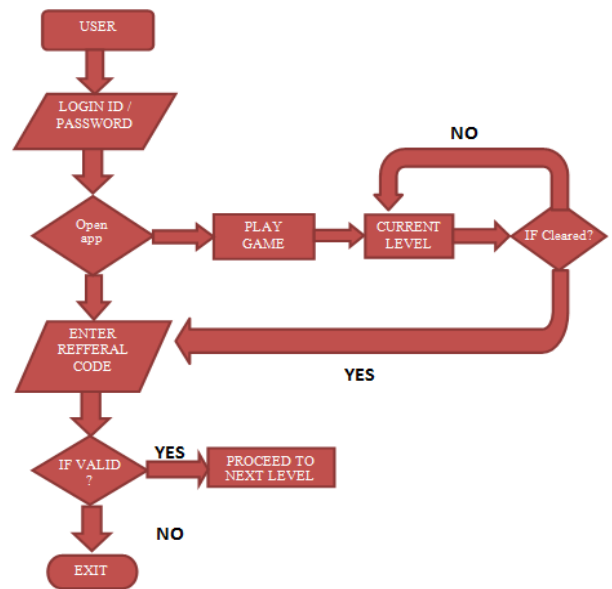 USER
LOGIN ID /
PASSWORD
NO
Open
app
PLAY
GAME
CURRENT
LEVEL
IF Cleared?
ENTER
REFFERAL
CODE
YES
IF VALID
?
YES
PROCEED TO
NEXT LEVEL
NO
EXIT